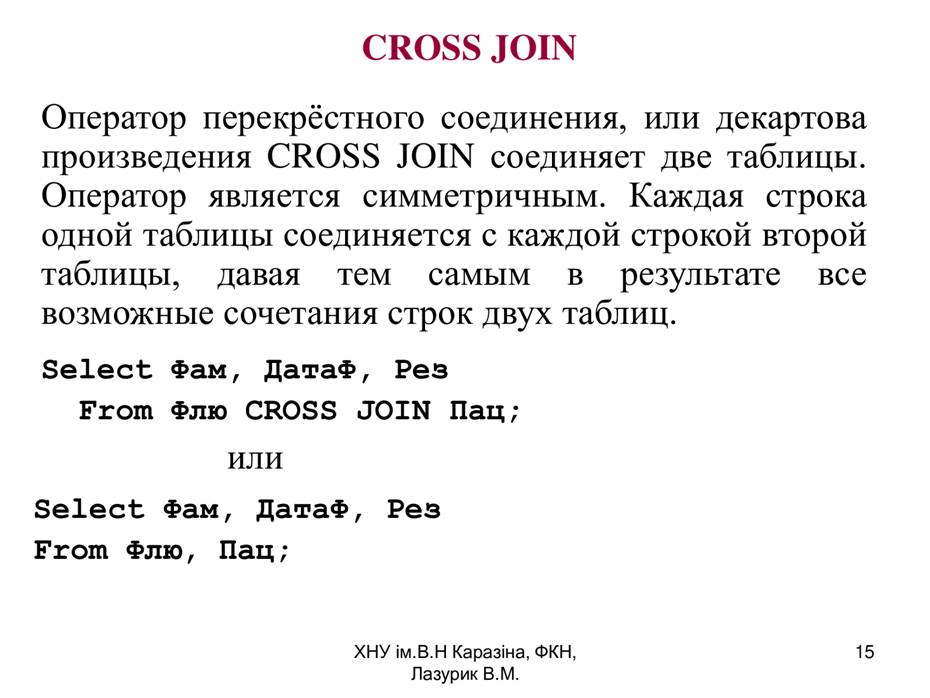 CROSS JOIN
Оператор перекрёстного соединения, или декартова
произведения CROSS JOIN соединяет две таблицы.
Оператор является симметричным. Каждая строка
одной таблицы соединяется с каждой строкой второй
таблицы, давая тем самым в результате все
возможные сочетания строк двух таблиц.
Select Фам, ДатаФ, Рез
From Флю CROSS JOIN Пац;
или
Select Фам, ДатаФ, Рез
From Флю, Пац;
ХНУ ім.В.Н Каразіна, ФКН,
Лазурик В.М.
15